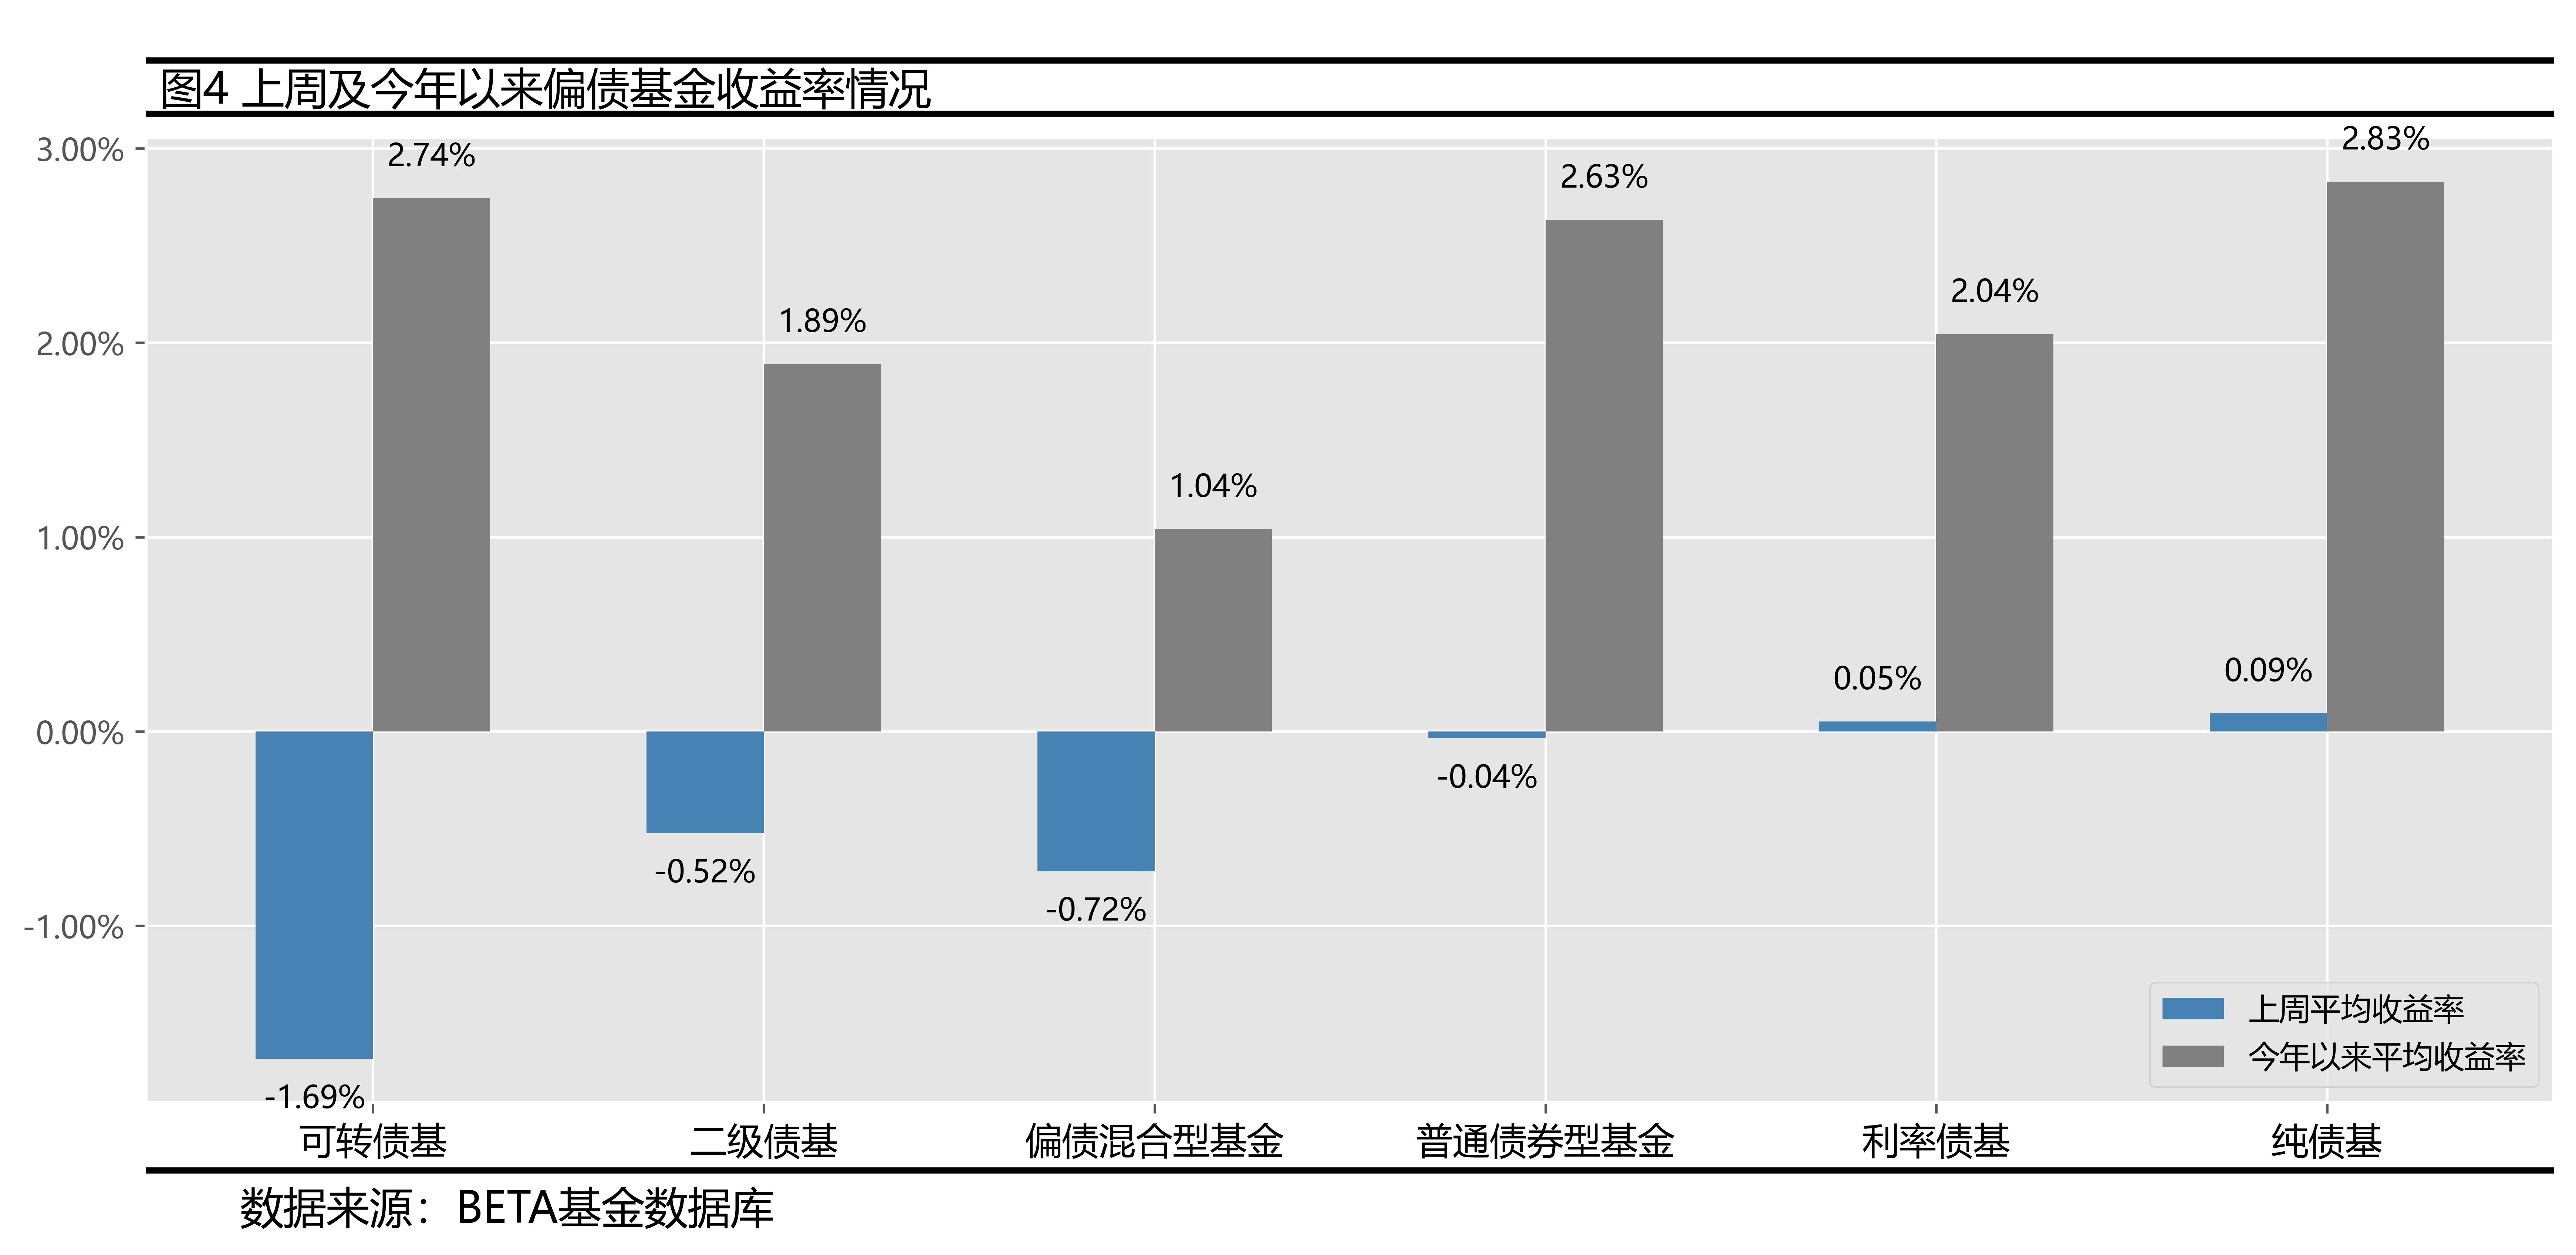 图4 上周及今年以来偏债基金收益率情况
3.00%
2.00%
1.00%
0.00%
-1.00%
2.74%
1.89%
1.04%
2.63%
2.04%
2.83%
-1.69%
-0.52%
-0.72%
-0.04%
0.05%
0.09%
上周平均收益率
今年以来平均收益率
可转债基
二级债基
偏债混合型基金
普通债券型基金
利率债基
纯债基
数据来源：BETA基金数据库